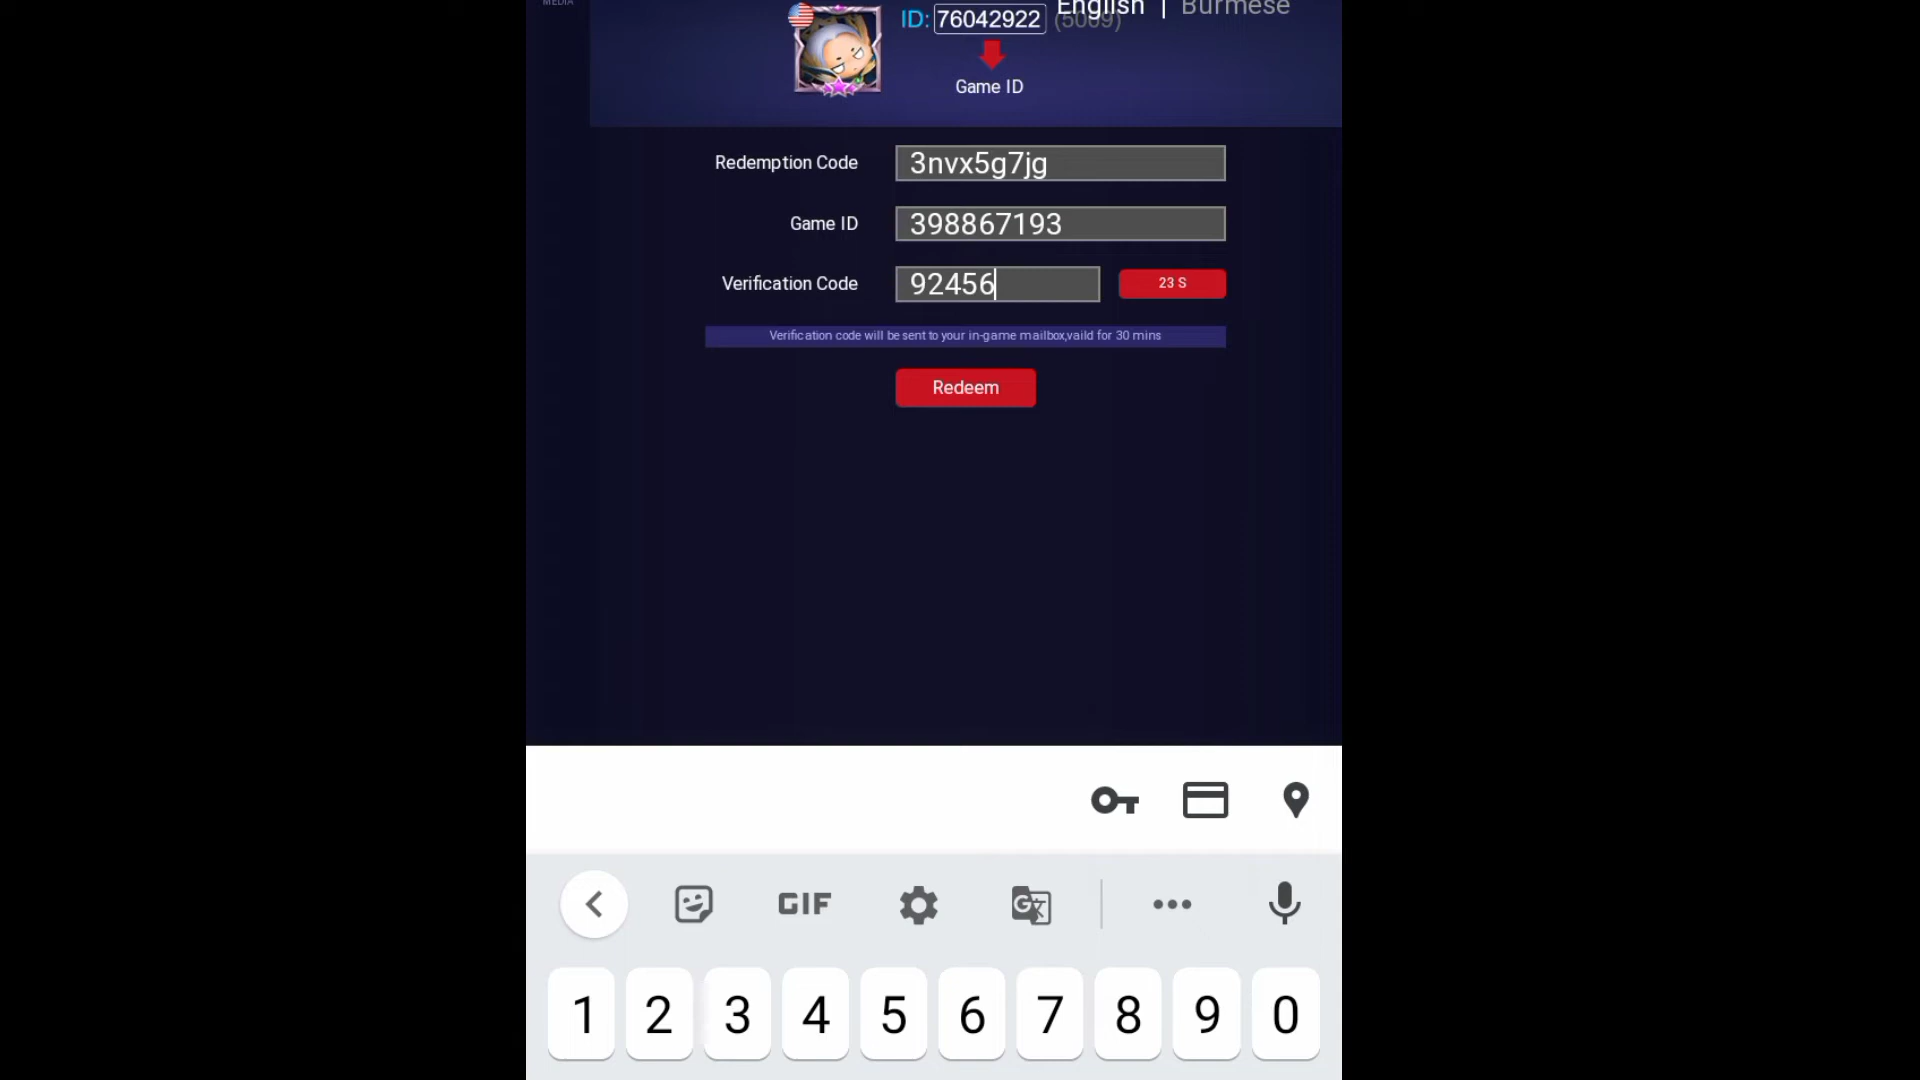 MEDIA
English | Burmese
ID: 76042922 (5009)
Game ID
Redemption Code 3nvx5g7jg
Game ID 398867193
Verification Code 92456 23 S
Verification code will be sent to your in-game mailbox,vaild for 30 mins
Redeem
GIF
1 2 3 4 5 6 7 8 9 0